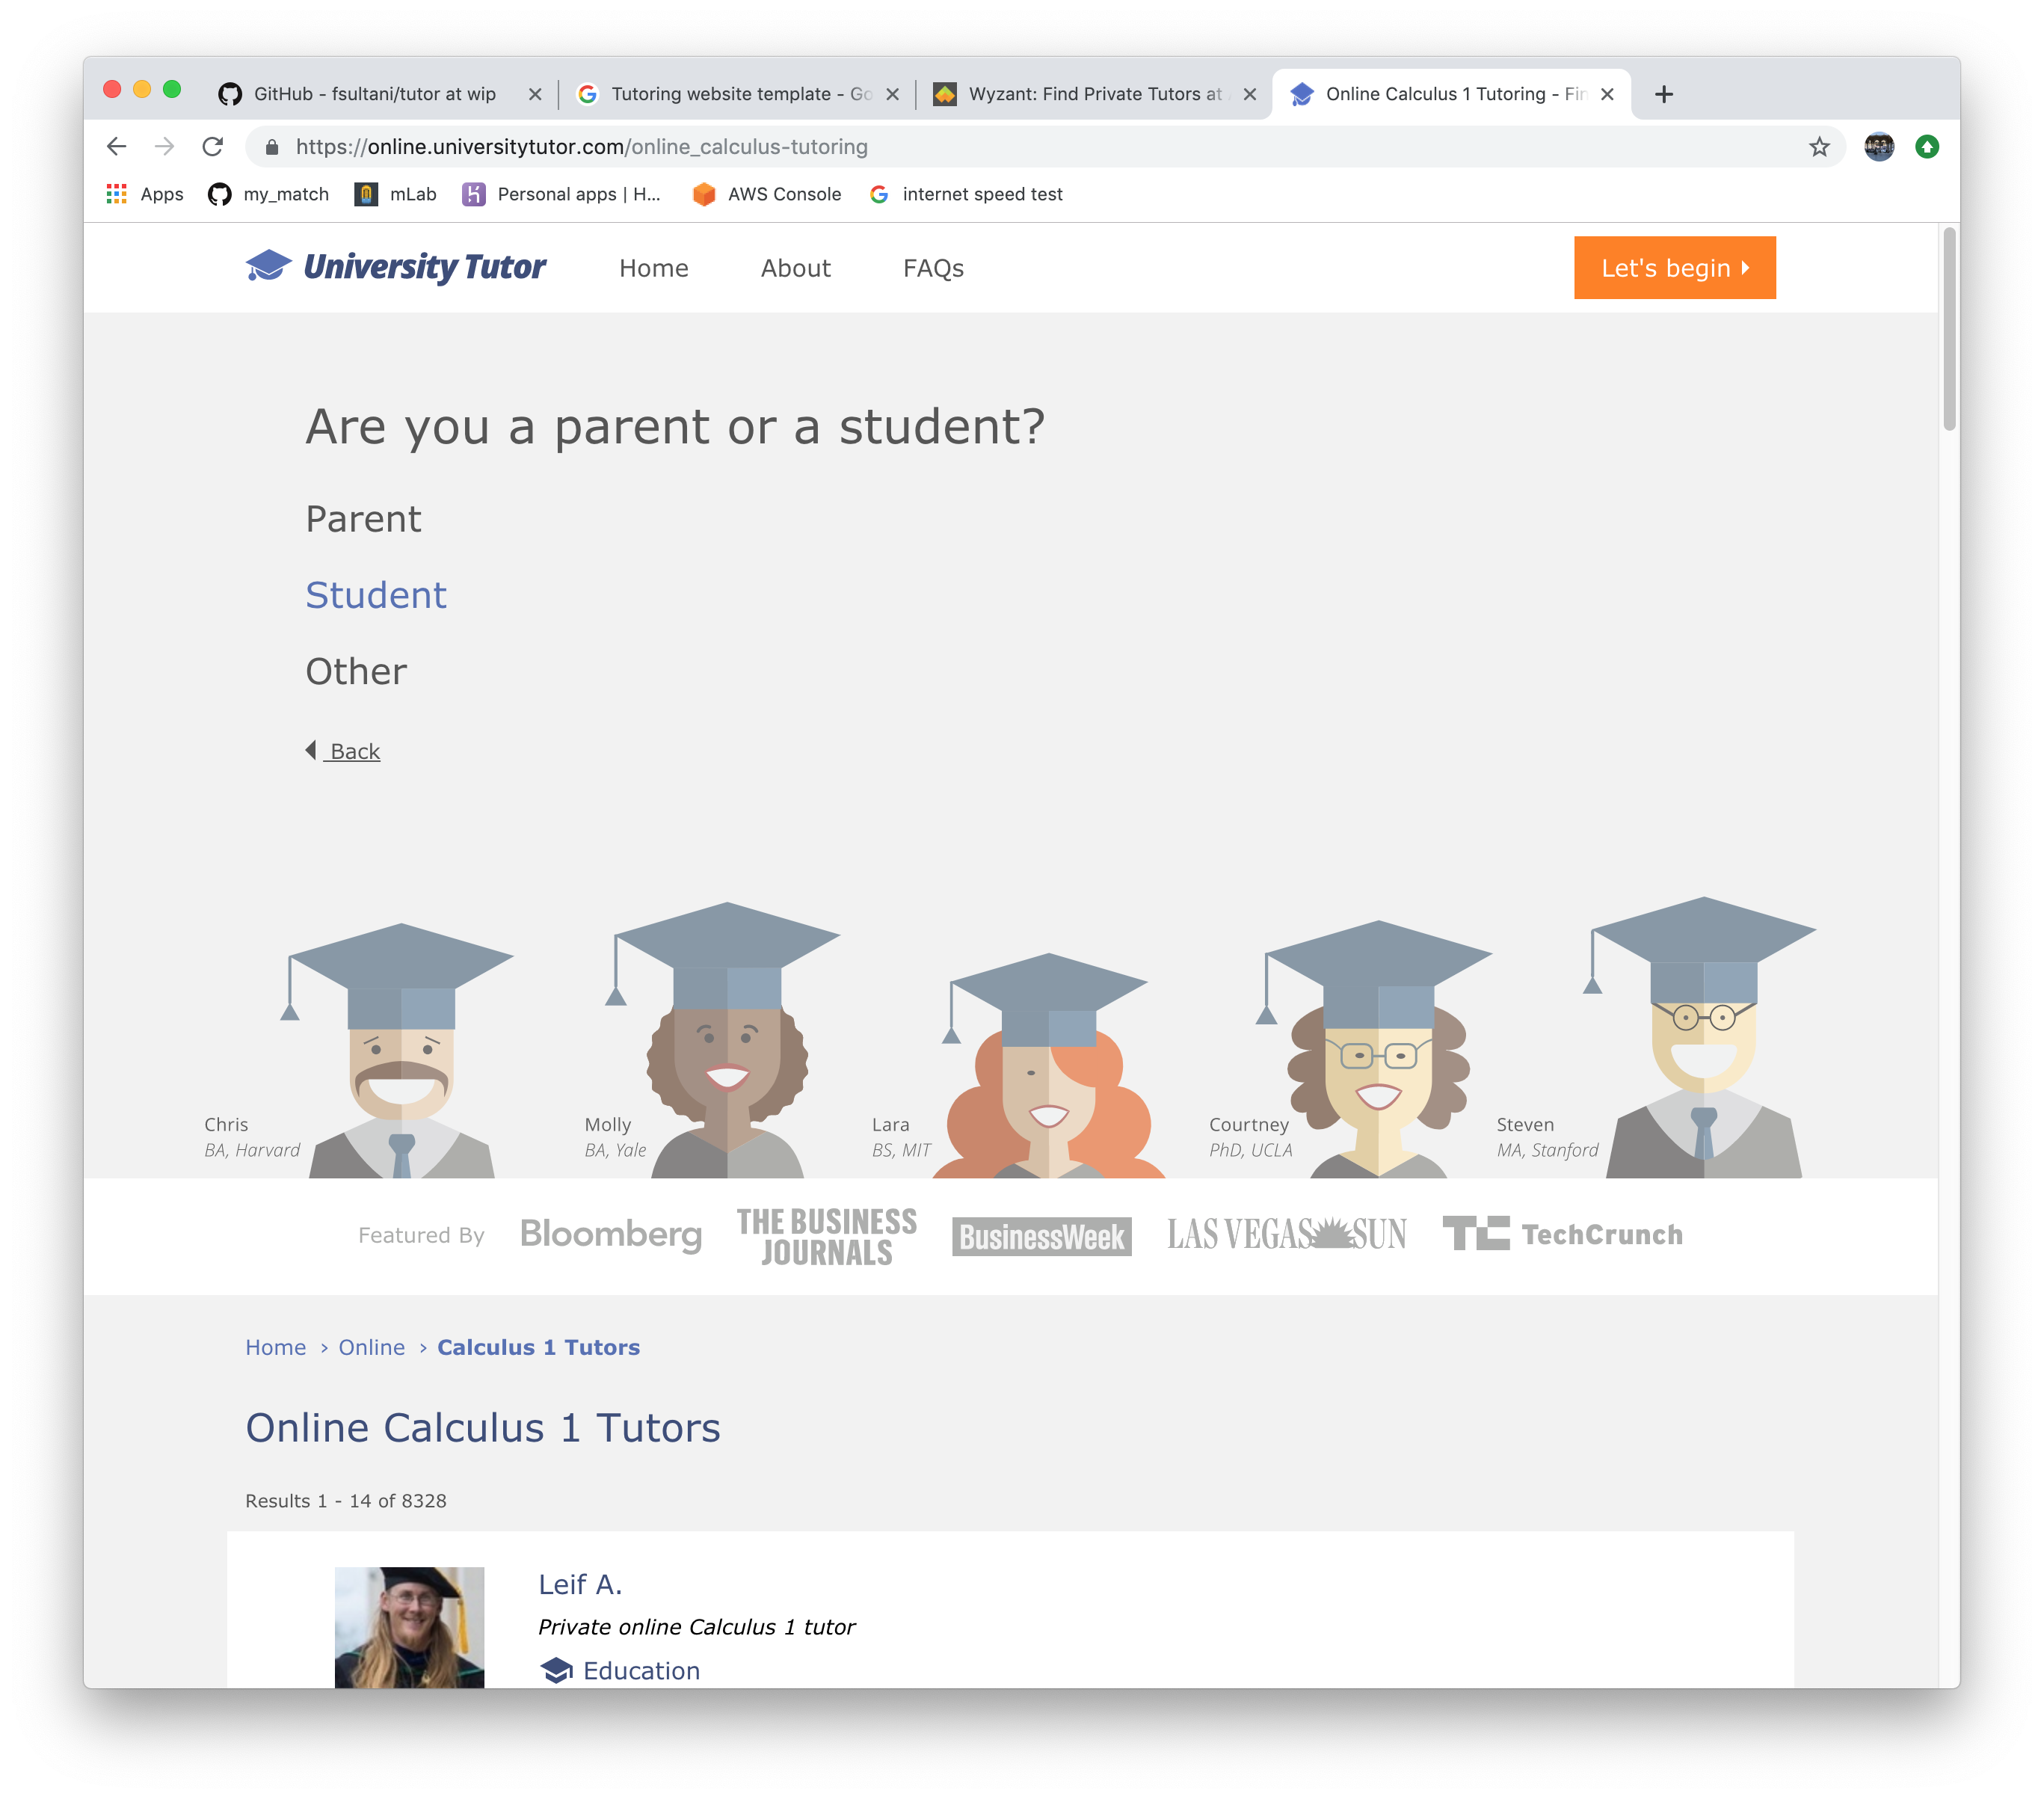 GitHub - fsultani/tutor at wip
Tutoring website template - Go
Wyzant: Find Private Tutors at
Online Calculus 1 Tutoring - Fin
https://online.universitytutor.com/online_calculus-tutoring
Apps
my_match
mLab
Personal apps | H...
AWS Console
internet speed test
University Tutor
Home
About
FAQs
Let's begin
Are you a parent or a student?
Parent
Student
Other
Back
Chris
BA, Harvard
Molly
BA, Yale
Lara
BS, MIT
Courtney
PhD, UCLA
Steven
MA, Stanford
Featured By
Bloomberg
THE BUSINESS
JOURNALS
BusinessWeek
LAS VEGAS SUN
TC TechCrunch
Home › Online › Calculus 1 Tutors
Online Calculus 1 Tutors
Results 1 - 14 of 8328
Leif A.
Private online Calculus 1 tutor
Education